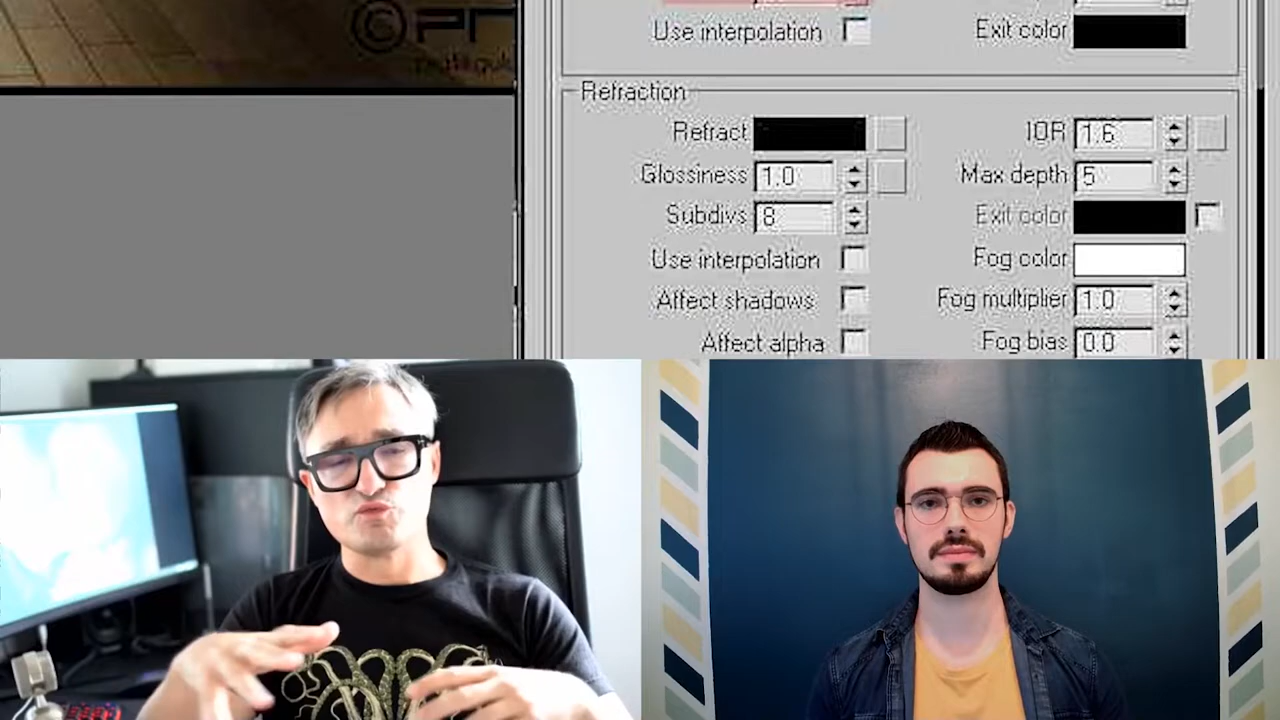 Use interpolation Exit color
Refraction
Refract IOR 1.6
Glossiness 1.0 Max depth 5
Subdivs 8 Exit color
Use interpolation Fog color
Affect shadows Fog multiplier 1.0
Affect alpha Fog bias 0.0